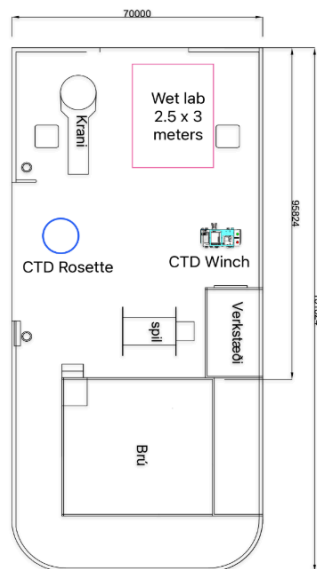 70000
Wet lab
2.5 x 3
meters
Krani
95824
CTD Rosette
CTD Winch
spil
Verkstæði
Brú